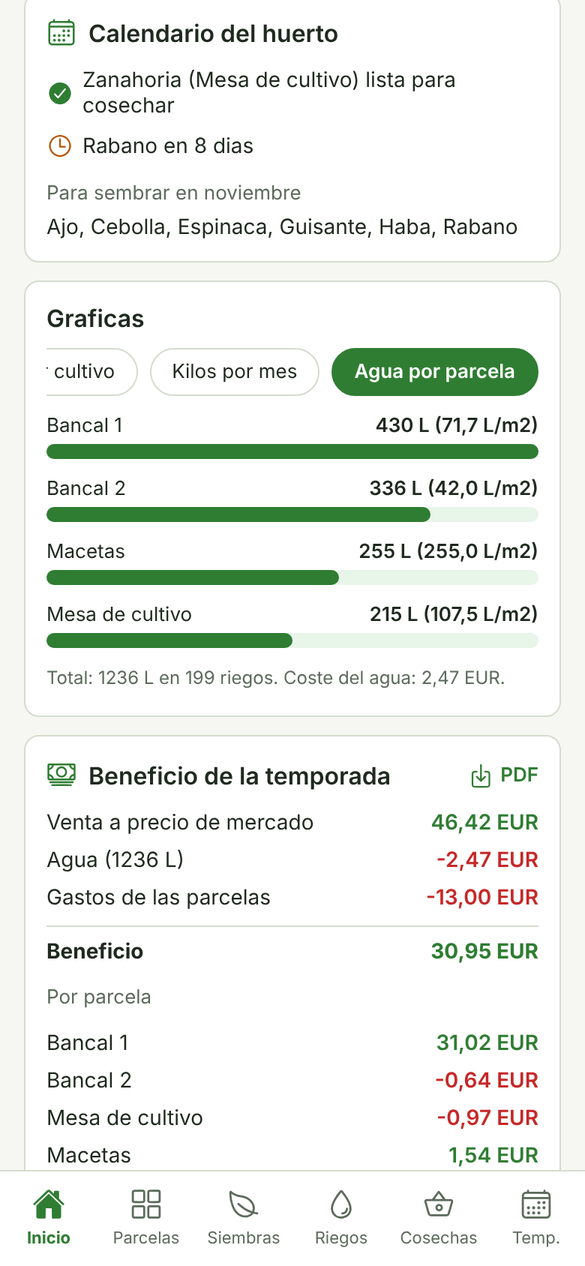 Calendario del huerto
Zanahoria (Mesa de cultivo) lista para
cosechar
Rabano en 8 dias
Para sembrar en noviembre
Ajo, Cebolla, Espinaca, Guisante, Haba, Rabano
Graficas
cultivo Kilos por mes Agua por parcela
Bancal 1 430 L (71,7 L/m2)
Bancal 2 336 L (42,0 L/m2)
Macetas 255 L (255,0 L/m2)
Mesa de cultivo 215 L (107,5 L/m2)
Total: 1236 L en 199 riegos. Coste del agua: 2,47 EUR.
Beneficio de la temporada PDF
Venta a precio de mercado 46,42 EUR
Agua (1236 L) -2,47 EUR
Gastos de las parcelas -13,00 EUR
Beneficio 30,95 EUR
Por parcela
Bancal 1 31,02 EUR
Bancal 2 -0,64 EUR
Mesa de cultivo -0,97 EUR
Macetas 1,54 EUR
Inicio Parcelas Siembras Riegos Cosechas Temp.